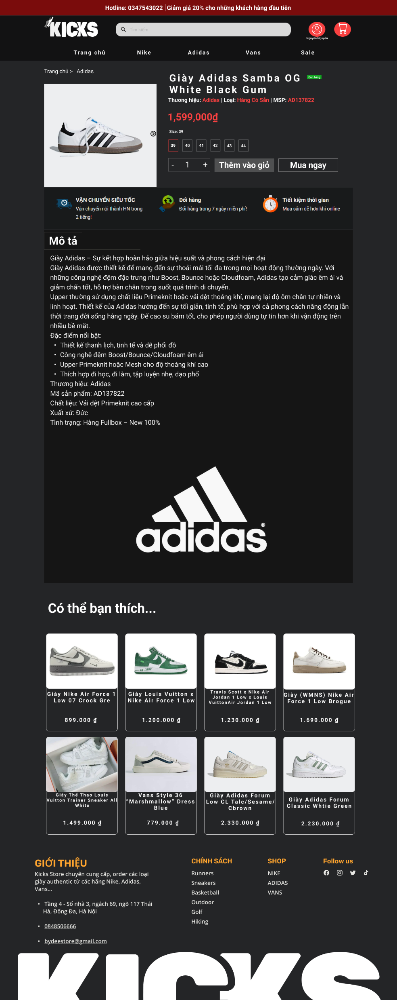 Hotline: 0347543022 | Giảm giá 20% cho những khách hàng đầu tiên
KICKS
Tìm kiếm
Nguyên Nguyên
Trang chủ
Nike
Adidas
Vans
Sale
Trang chủ > Adidas
Giày Adidas Samba OG
White Black Gum
Còn hàng
Thương hiệu: Adidas | Loại: Hàng Có Sẵn | MSP: AD137822
1,599,000₫
Size: 39
39 40 41 42 43 44
- 1 +
Thêm vào giỏ
Mua ngay
SAMBA
VẬN CHUYỂN SIÊU TỐC
Vận chuyển nội thành HN trong
2 tiếng!
Đổi hàng
Đổi hàng trong 7 ngày miễn phí!
Tiết kiệm thời gian
Mua sắm dễ hơn khi online
Mô tả
Giày Adidas – Sự kết hợp hoàn hảo giữa hiệu suất và phong cách hiện đại
Giày Adidas được thiết kế để mang đến sự thoải mái tối đa trong mọi hoạt động thường ngày. Với
những công nghệ đệm đặc trưng như Boost, Bounce hoặc Cloudfoam, Adidas tạo cảm giác êm ái và
giảm chấn tốt, hỗ trợ bàn chân trong suốt quá trình di chuyển.
Upper thường sử dụng chất liệu Primeknit hoặc vải dệt thoáng khí, mang lại độ ôm chân tự nhiên và
linh hoạt. Thiết kế của Adidas hướng đến sự tối giản, tinh tế, phù hợp với cả phong cách năng động lẫn
thời trang đời sống hàng ngày. Đế cao su bám tốt, cho phép người dùng tự tin hơn khi vận động trên
nhiều bề mặt.
Đặc điểm nổi bật:
• Thiết kế thanh lịch, tinh tế và dễ phối đồ
• Công nghệ đệm Boost/Bounce/Cloudfoam êm ái
• Upper Primeknit hoặc Mesh cho độ thoáng khí cao
• Thích hợp đi học, đi làm, tập luyện nhẹ, dạo phố
Thương hiệu: Adidas
Mã sản phẩm: AD137822
Chất liệu: Vải dệt Primeknit cao cấp
Xuất xứ: Đức
Tình trạng: Hàng Fullbox – New 100%
adidas®
Có thể bạn thích...
Giày Nike Air Force 1
Low 07 Crock Gre
899.000 ₫
AIR "AIR"
Giày Louis Vuitton x
Nike Air Force 1 Low
1.200.000 ₫
Travis Scott x Nike Air
Jordan 1 Low x Louis
VuittonAir Jordan 1 Low
1.230.000 ₫
Giày (WMNS) Nike Air
Force 1 Low Brogue
1.690.000 ₫
Giày Thể Thao Louis
Vuitton Trainer Sneaker All
White
1.499.000 ₫
Vans Style 36
“Marshmallow” Dress
Blue
779.000 ₫
Giày Adidas Forum
Low CL Talc/Sesame/
Cbrown
2.330.000 ₫
Giày Adidas Forum
Classic Whtie Green
2.230.000 ₫
GIỚI THIỆU
Kicks Store chuyên cung cấp, order các loại
giày authentic từ các hãng Nike, Adidas,
Vans...
• Tầng 4 - Số nhà 3, ngách 69, ngõ 117 Thái
Hà, Đống Đa, Hà Nội
• 0848506666
• bydeestore@gmail.com
CHÍNH SÁCH
Runners
Sneakers
Basketball
Outdoor
Golf
Hiking
SHOP
NIKE
ADIDAS
VANS
Follow us
KICKS